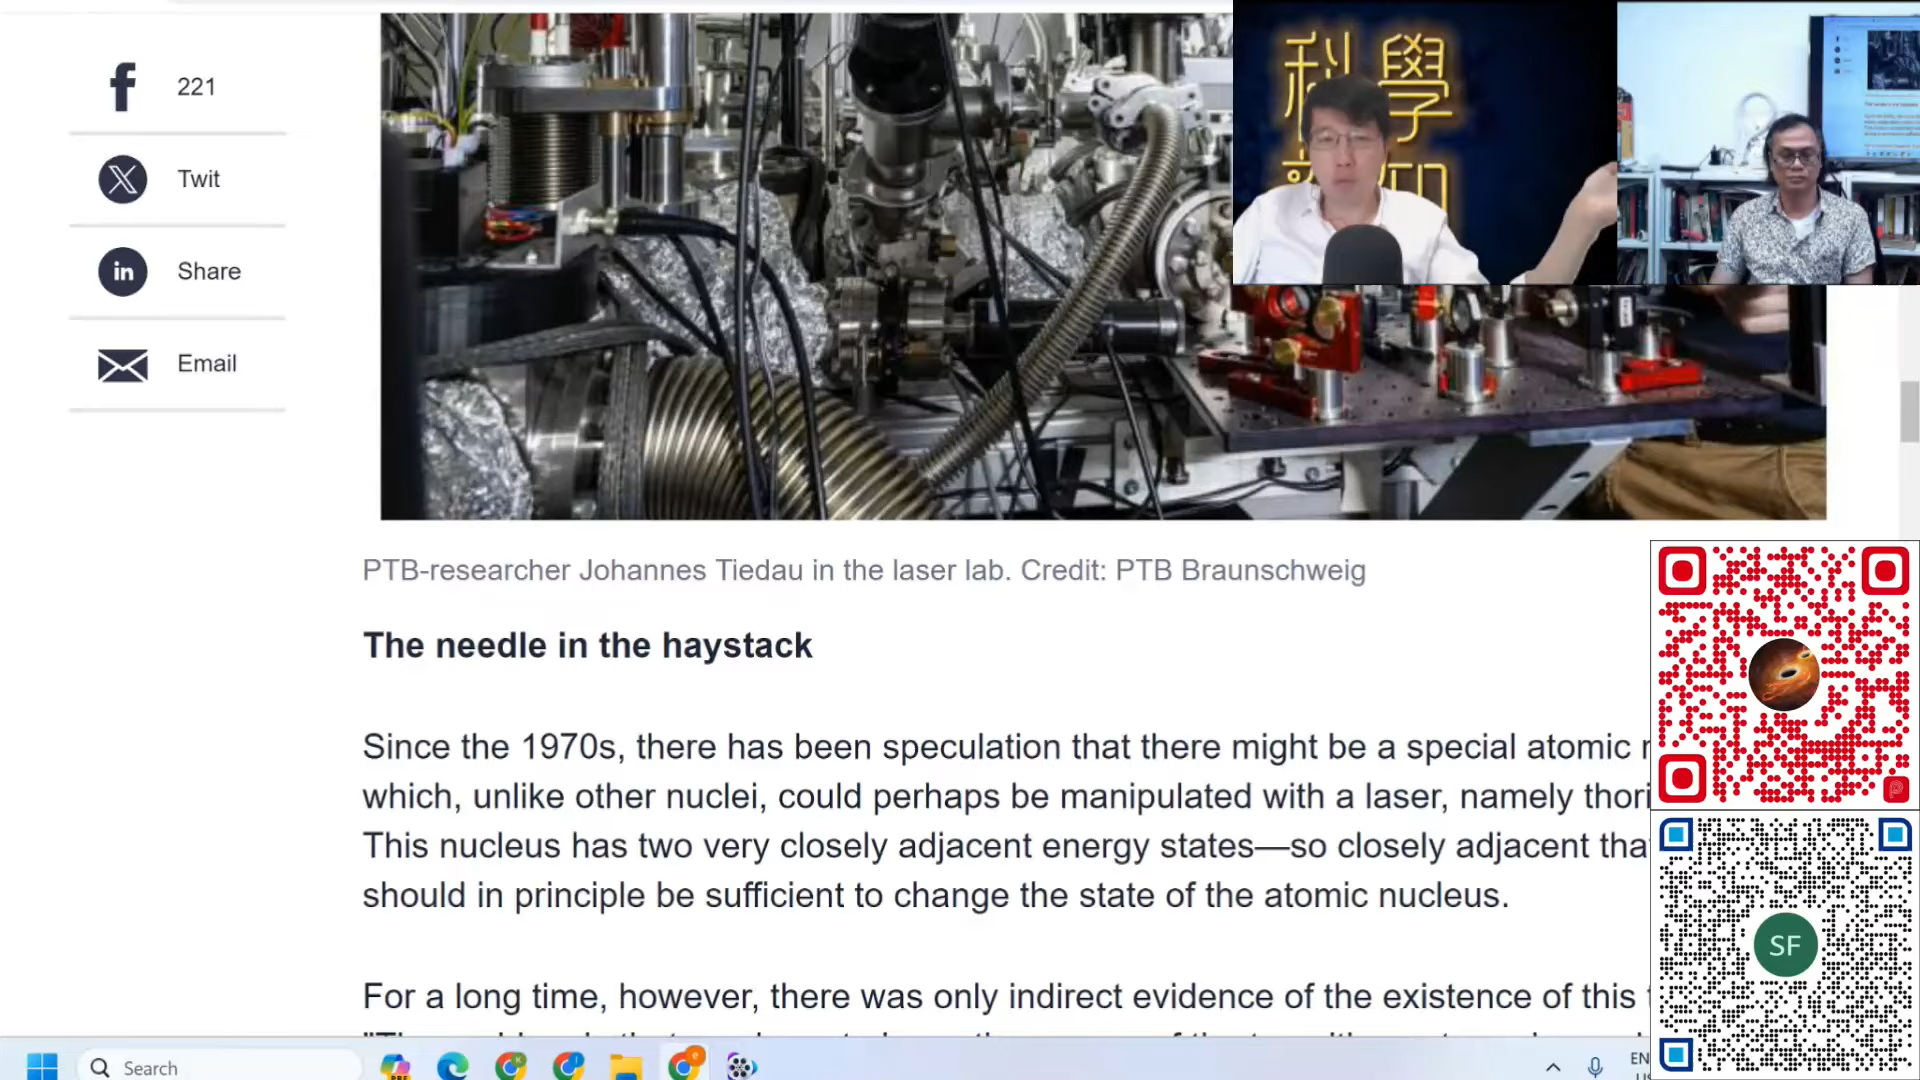 科學
221
Twit
Share
Email
PTB-researcher Johannes Tiedau in the laser lab. Credit: PTB Braunschweig
The needle in the haystack
Since the 1970s, there has been speculation that there might be a special atomic
which, unlike other nuclei, could perhaps be manipulated with a laser, namely thori
This nucleus has two very closely adjacent energy states—so closely adjacent tha
should in principle be sufficient to change the state of the atomic nucleus.
For a long time, however, there was only indirect evidence of the existence of this
SF
Search
EN